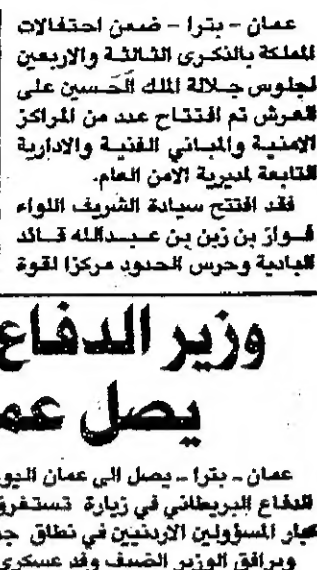 عمان - بترا - ضمن احتفالات
المملكة بالذكرى الثالثة والاربعين
لجلوس جلالة الملك الحسين على
العرش تم افتتاح عدد من المراكز
الامنية والمباني الفنية والادارية
التابعة لمديرية الامن العام.
فقد افتتح سيادة الشريف اللواء
فواز بن زين بن عبدالله قائد
البادية وحرس الحدود مركزا لقوة
وزير الدفاع
يصل عم
عمان - بترا - يصل الى عمان اليو
الدفاع البريطاني في زيارة تستغرق
كبار المسؤولين الاردنيين في نطاق ج
ويرافق الوزير الضيف وفد عسكري